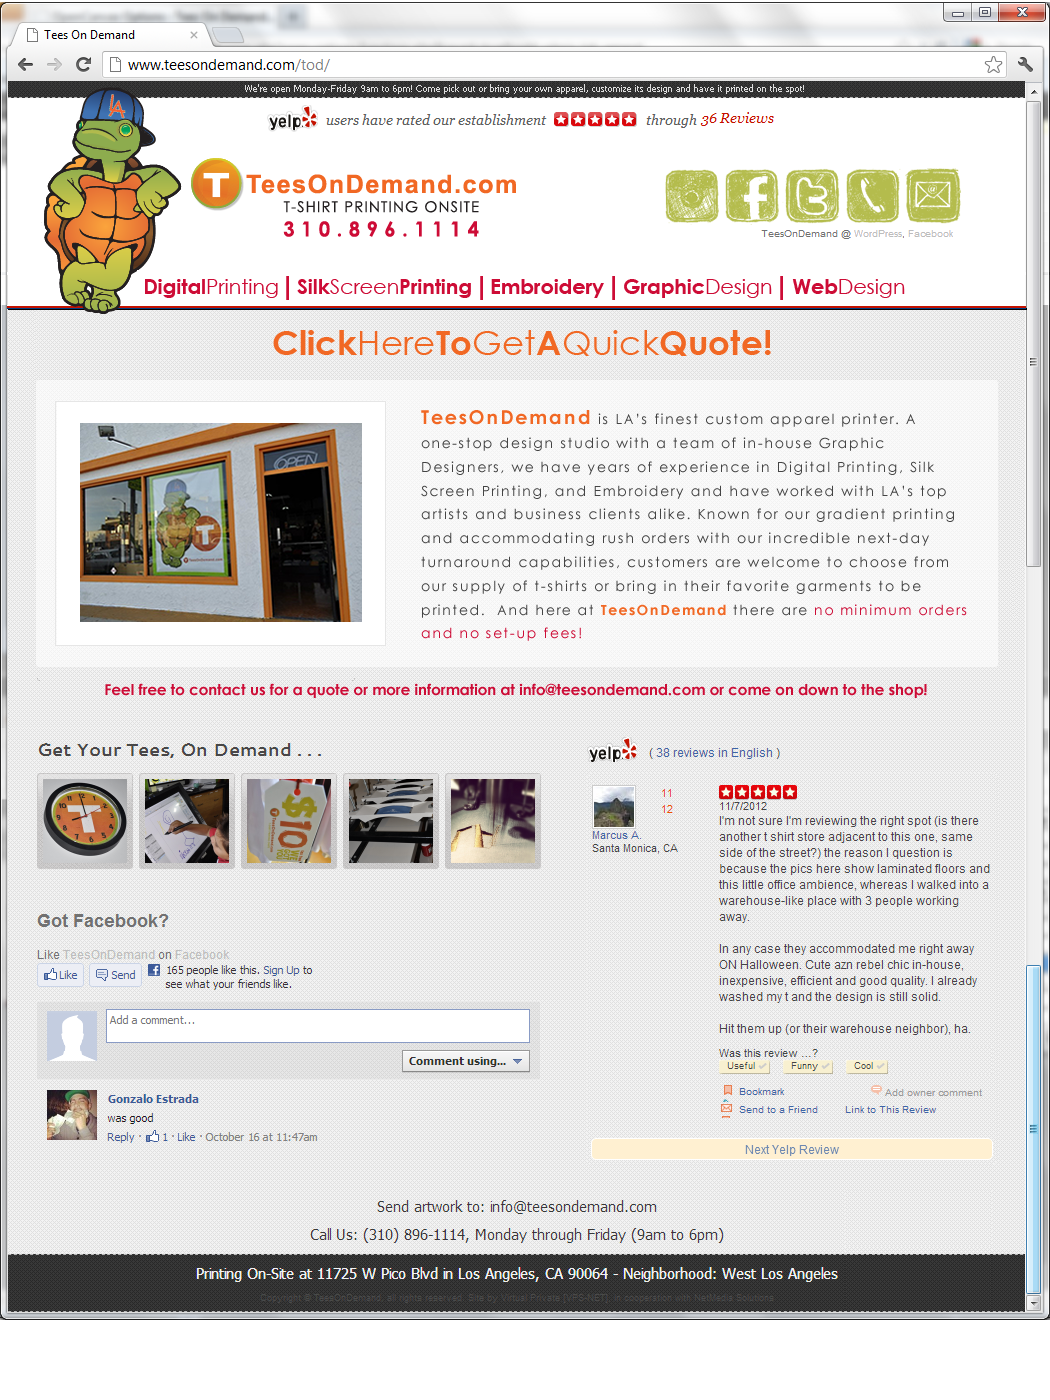 Tees On Demand
www.teesondemand.com/tod/
We're open Monday-Friday 9am to 6pm! Come pick out or bring your own apparel, customize its design and have it printed on the spot!
LA
yelp users have rated our establishment through 36 Reviews
T TeesOnDemand.com
T-SHIRT PRINTING ONSITE
310.896.1114
TeesOnDemand @ WordPress, Facebook
DigitalPrinting | SilkScreenPrinting | Embroidery | GraphicDesign | WebDesign
ClickHereToGetAQuickQuote!
OPEN
T
TeesOnDemand is LA's finest custom apparel printer. A
one-stop design studio with a team of in-house Graphic
Designers, we have years of experience in Digital Printing, Silk
Screen Printing, and Embroidery and have worked with LA's top
artists and business clients alike. Known for our gradient printing
and accommodating rush orders with our incredible next-day
turnaround capabilities, customers are welcome to choose from
our supply of t-shirts or bring in their favorite garments to be
printed.  And here at TeesOnDemand there are no minimum orders
and no set-up fees!
Feel free to contact us for a quote or more information at info@teesondemand.com or come on down to the shop!
Get Your Tees, On Demand . . .
T
$10
Got Facebook?
Like TeesOnDemand on Facebook
Like Send 165 people like this. Sign Up to
see what your friends like.
Add a comment...
Comment using...
Gonzalo Estrada
was good
Reply · 1 · Like · October 16 at 11:47am
yelp ( 38 reviews in English )
11
12
Marcus A.
Santa Monica, CA
11/7/2012
I'm not sure I'm reviewing the right spot (is there
another t shirt store adjacent to this one, same
side of the street?) the reason I question is
because the pics here show laminated floors and
this little office ambience, whereas I walked into a
warehouse-like place with 3 people working
away.
In any case they accommodated me right away
ON Halloween. Cute azn rebel chic in-house,
inexpensive, efficient and good quality. I already
washed my t and the design is still solid.
Hit them up (or their warehouse neighbor), ha.
Was this review ...?
Useful Funny Cool
Bookmark Add owner comment
Send to a Friend Link to This Review
Next Yelp Review
Send artwork to: info@teesondemand.com
Call Us: (310) 896-1114, Monday through Friday (9am to 6pm)
Printing On-Site at 11725 W Pico Blvd in Los Angeles, CA 90064 - Neighborhood: West Los Angeles
Copyright © TeesOnDemand, all rights reserved. Site by Virtual Private [VPS-NET], in cooperation with NetMedia Solutions